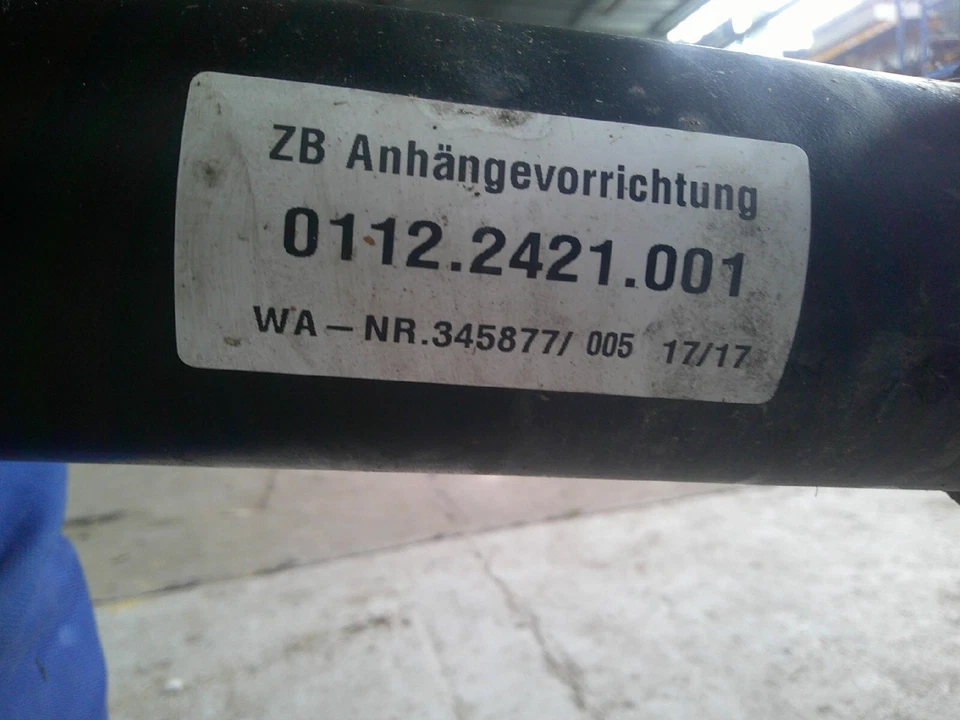 ZB Anhängevorrichtung
0112.2421.001
WA – NR.345877/ 005 17/17